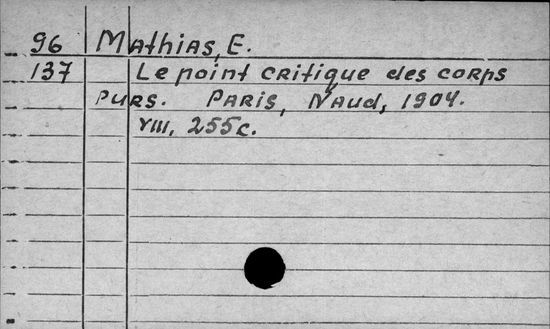 96 Mathias, E.
137 Le point critique des corps
purs. Paris, Naud, 1904.
VIII, 255c.